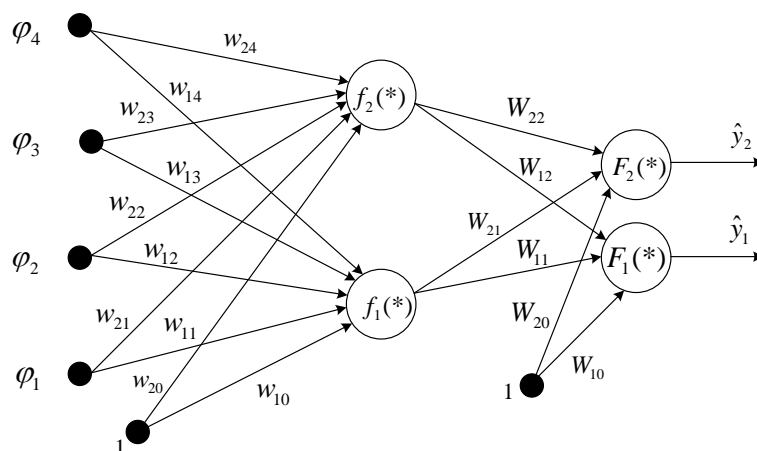 φ₄
w₂₄
w₁₄
f₂(*)
W₂₂
ŷ₂
φ₃
w₂₃
w₁₃
W₁₂
F₂(*)
w₂₂
W₂₁
φ₂
w₁₂
W₁₁
F₁(*)
ŷ₁
w₂₁
w₁₁
f₁(*)
W₂₀
φ₁
w₂₀
w₁₀
1
W₁₀
1